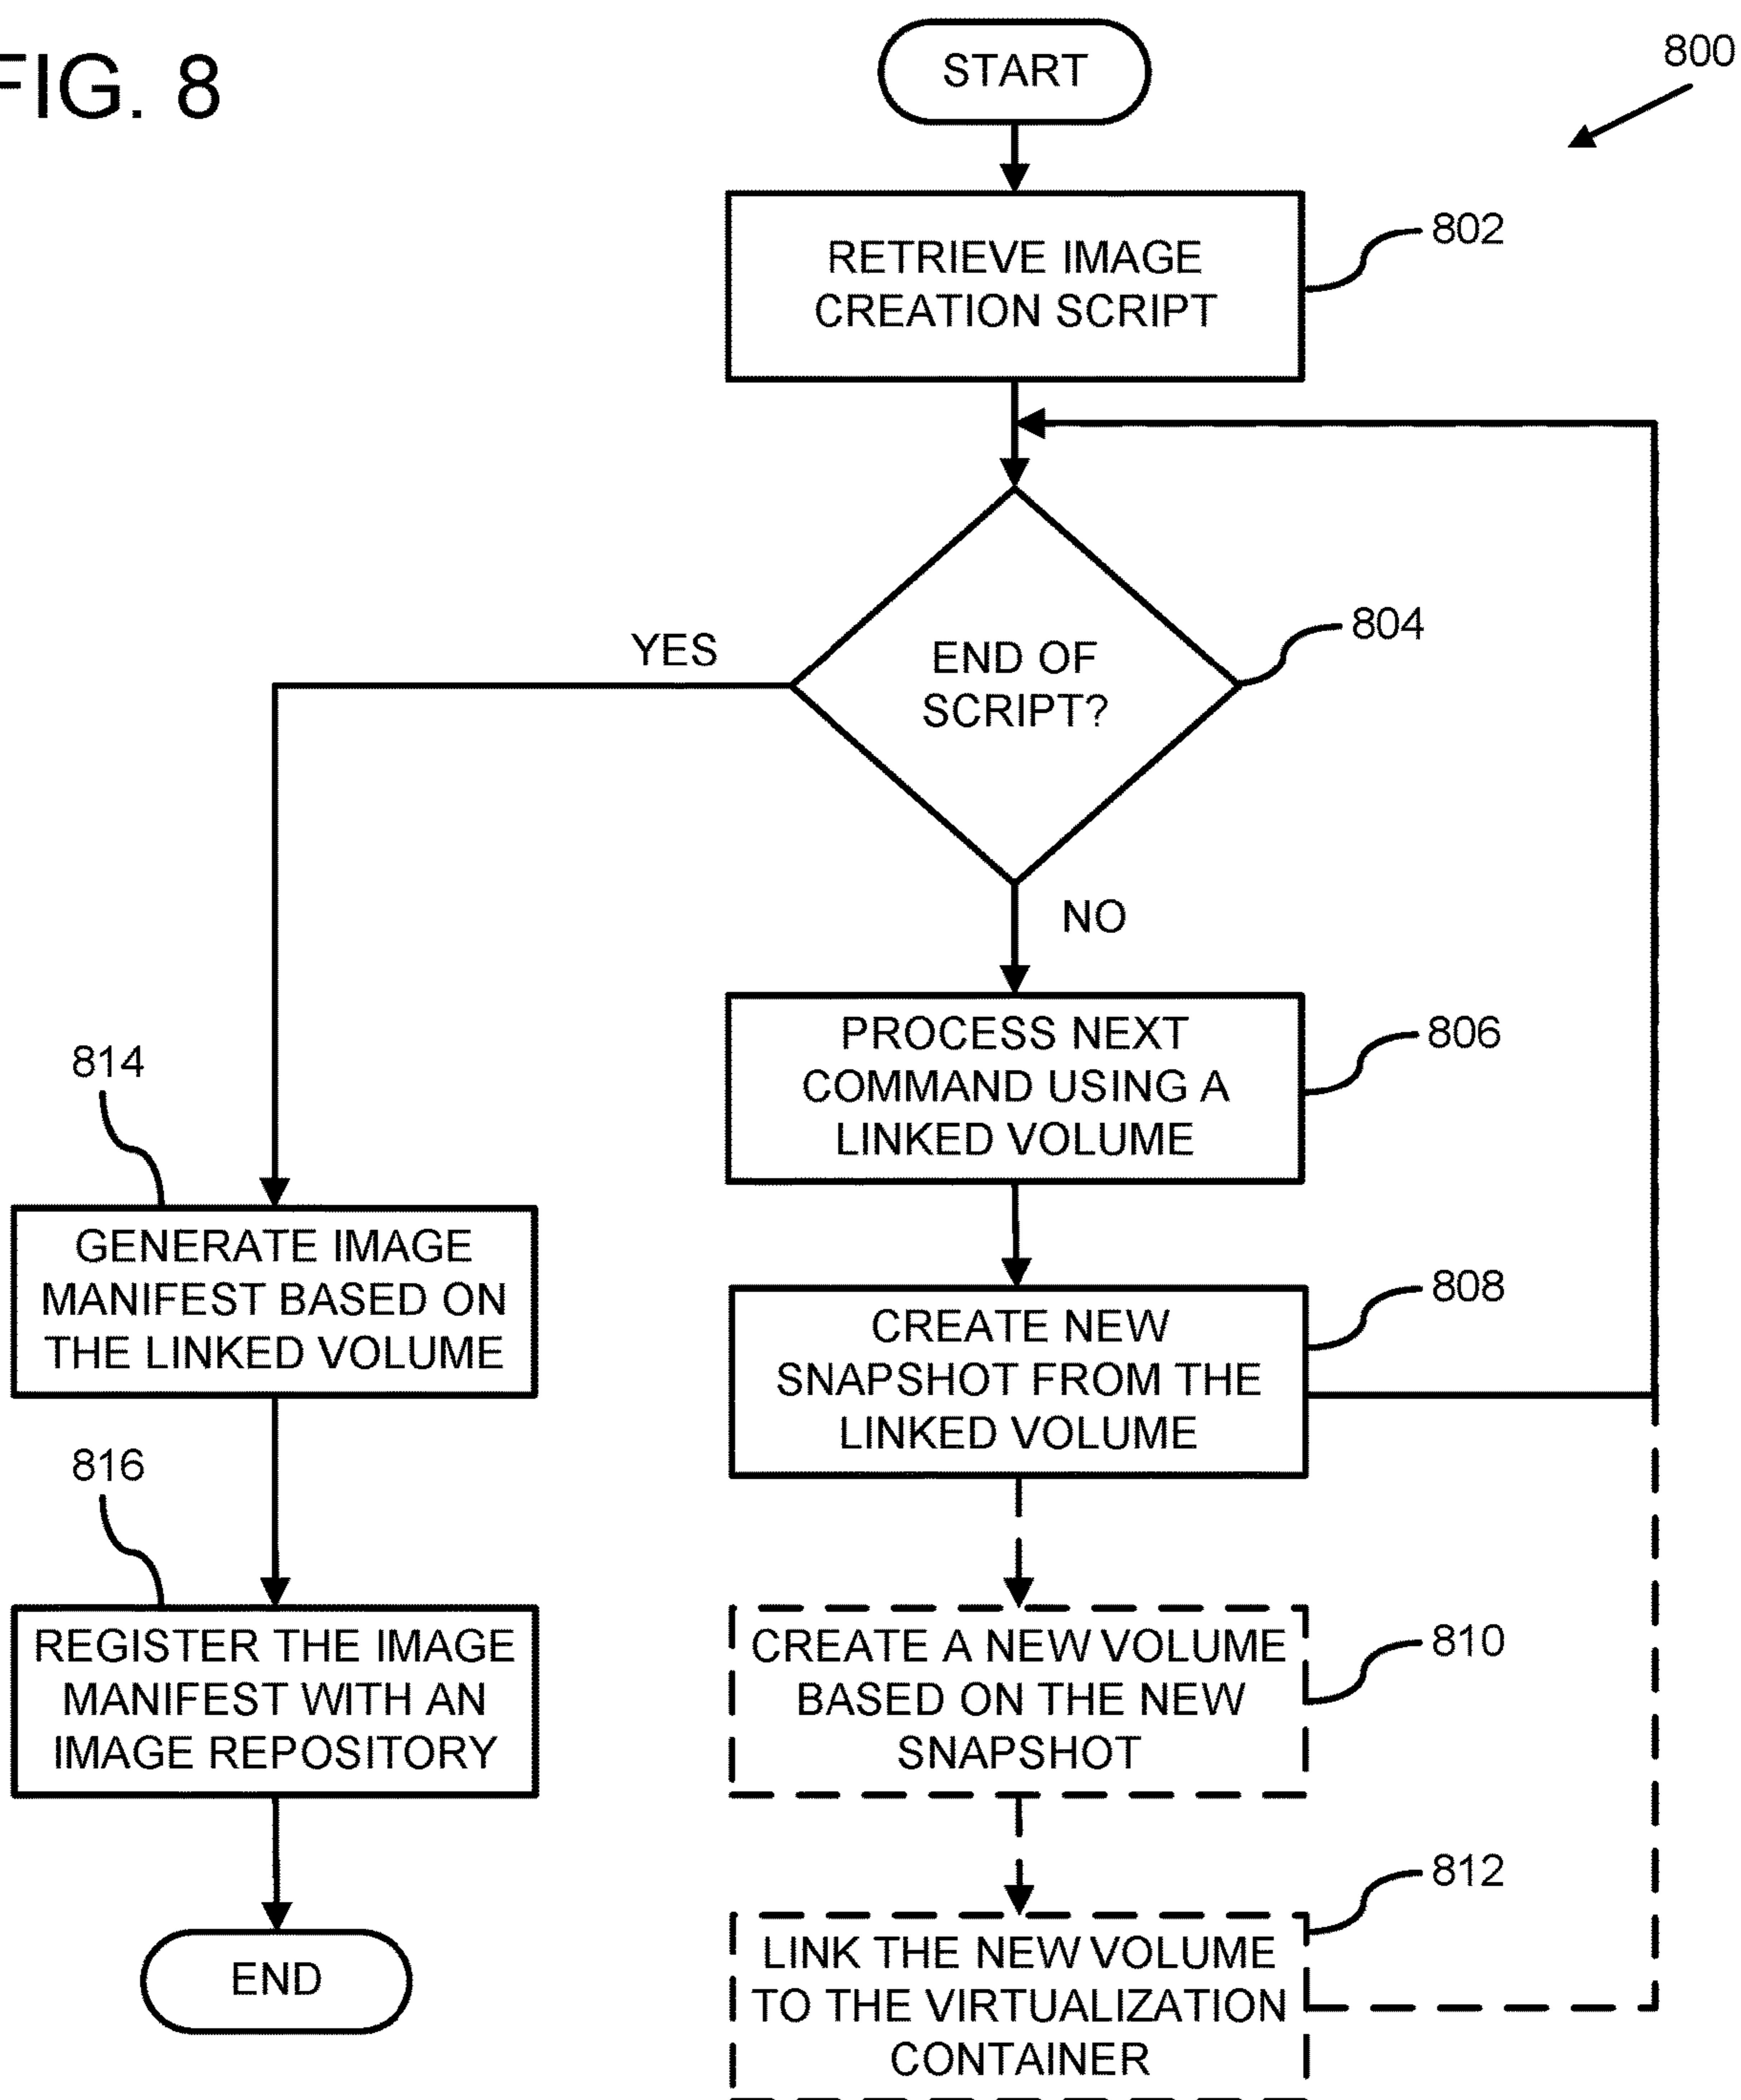 FIG. 8
START
800
RETRIEVE IMAGE
CREATION SCRIPT
802
END OF
SCRIPT?
804
YES
NO
PROCESS NEXT
COMMAND USING A
LINKED VOLUME
806
814
GENERATE IMAGE
MANIFEST BASED ON
THE LINKED VOLUME
CREATE NEW
SNAPSHOT FROM THE
LINKED VOLUME
808
816
REGISTER THE IMAGE
MANIFEST WITH AN
IMAGE REPOSITORY
CREATE A NEW VOLUME
BASED ON THE NEW
SNAPSHOT
810
END
LINK THE NEW VOLUME
TO THE VIRTUALIZATION
CONTAINER
812